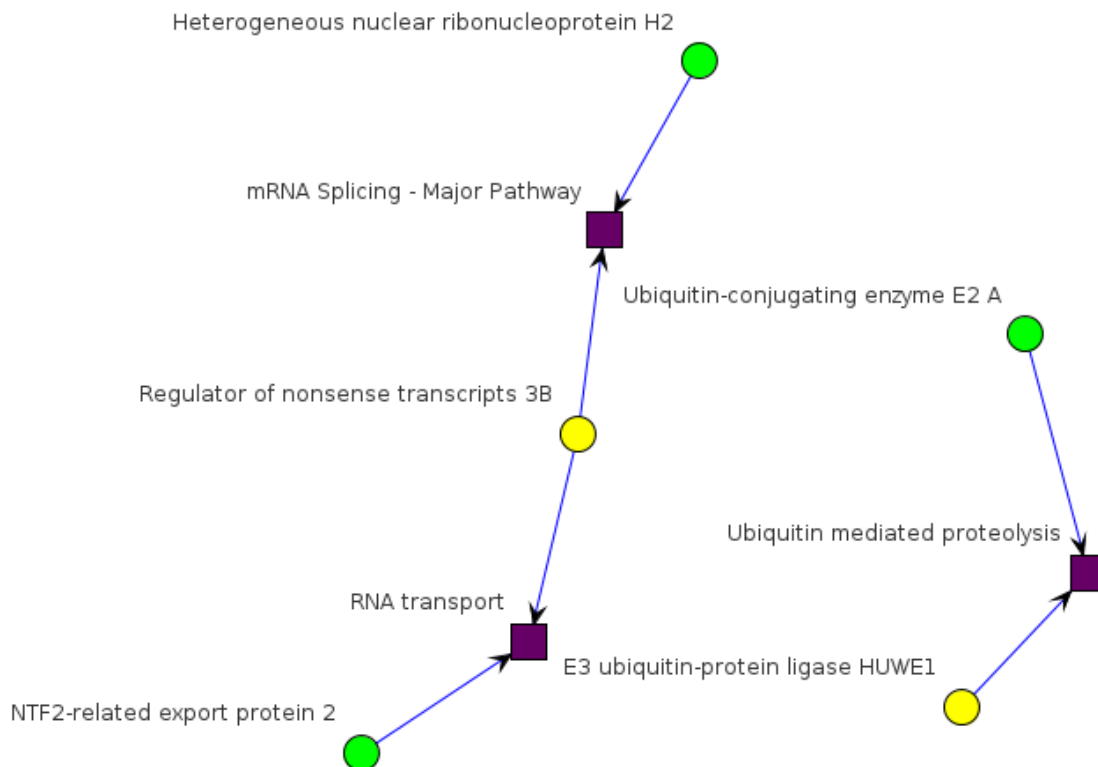 Heterogeneous nuclear ribonucleoprotein H2
mRNA Splicing - Major Pathway
Ubiquitin-conjugating enzyme E2 A
Regulator of nonsense transcripts 3B
Ubiquitin mediated proteolysis
RNA transport
E3 ubiquitin-protein ligase HUWE1
NTF2-related export protein 2